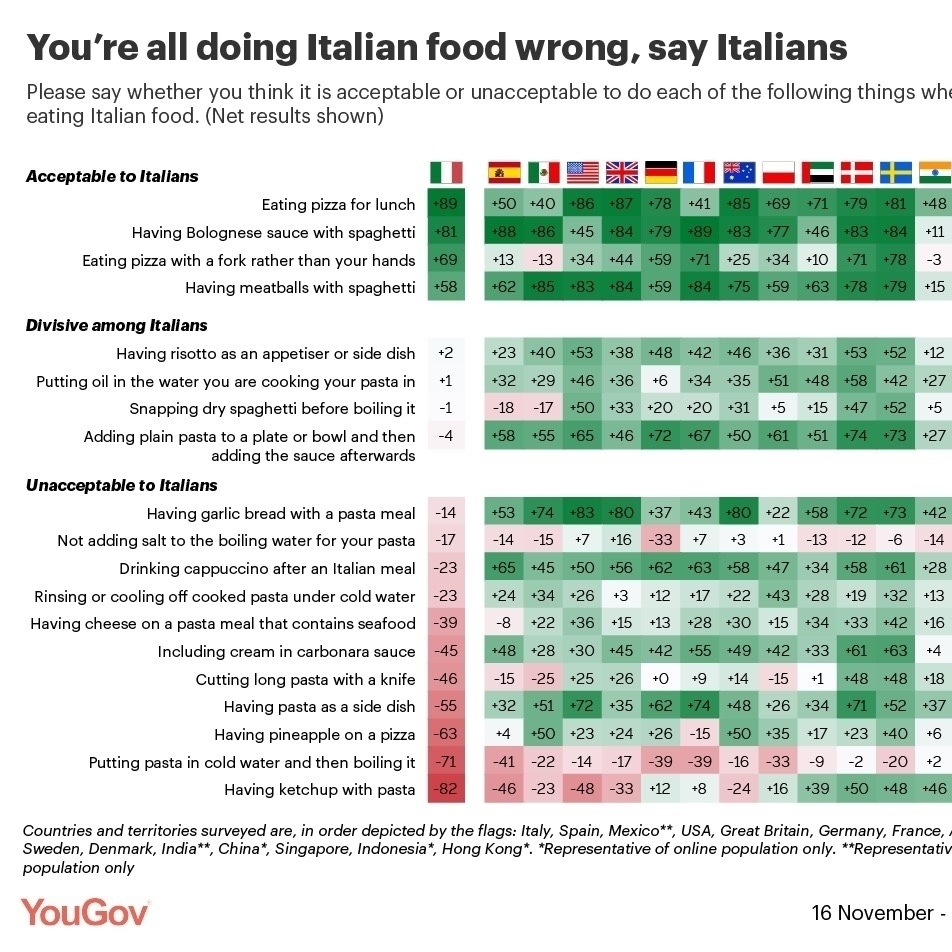 You're all doing Italian food wrong, say Italians
Please say whether you think it is acceptable or unacceptable to do each of the following things whe
eating Italian food. (Net results shown)
Acceptable to Italians
Eating pizza for lunch +89 +50 +40 +86 +87 +78 +41 +85 +69 +71 +79 +81 +48
Having Bolognese sauce with spaghetti +81 +88 +86 +45 +84 +79 +89 +83 +77 +46 +83 +84 +11
Eating pizza with a fork rather than your hands +69 +13 -13 +34 +44 +59 +71 +25 +34 +10 +71 +78 -3
Having meatballs with spaghetti +58 +62 +85 +83 +84 +59 +84 +75 +59 +63 +78 +79 +15
Divisive among Italians
Having risotto as an appetiser or side dish +2 +23 +40 +53 +38 +48 +42 +46 +36 +31 +53 +52 +12
Putting oil in the water you are cooking your pasta in +1 +32 +29 +46 +36 +6 +34 +35 +51 +48 +58 +42 +27
Snapping dry spaghetti before boiling it -1 -18 -17 +50 +33 +20 +20 +31 +5 +15 +47 +52 +5
Adding plain pasta to a plate or bowl and then -4 +58 +55 +65 +46 +72 +67 +50 +61 +51 +74 +73 +27
adding the sauce afterwards
Unacceptable to Italians
Having garlic bread with a pasta meal -14 +53 +74 +83 +80 +37 +43 +80 +22 +58 +72 +73 +42
Not adding salt to the boiling water for your pasta -17 -14 -15 +7 +16 -33 +7 +3 +1 -13 -12 -6 -14
Drinking cappuccino after an Italian meal -23 +65 +45 +50 +56 +62 +63 +58 +47 +34 +58 +61 +28
Rinsing or cooling off cooked pasta under cold water -23 +24 +34 +26 +3 +12 +17 +22 +43 +28 +19 +32 +13
Having cheese on a pasta meal that contains seafood -39 -8 +22 +36 +15 +13 +28 +30 +15 +34 +33 +42 +16
Including cream in carbonara sauce -45 +48 +28 +30 +45 +42 +55 +49 +42 +33 +61 +63 +4
Cutting long pasta with a knife -46 -15 -25 +25 +26 +0 +9 +14 -15 +1 +48 +48 +18
Having pasta as a side dish -55 +32 +51 +72 +35 +62 +74 +48 +26 +34 +71 +52 +37
Having pineapple on a pizza -63 +4 +50 +23 +24 +26 -15 +50 +35 +17 +23 +40 +6
Putting pasta in cold water and then boiling it -71 -41 -22 -14 -17 -39 -39 -16 -33 -9 -2 -20 +2
Having ketchup with pasta -82 -46 -23 -48 -33 +12 +8 -24 +16 +39 +50 +48 +46
Countries and territories surveyed are, in order depicted by the flags: Italy, Spain, Mexico**, USA, Great Britain, Germany, France,
Sweden, Denmark, India**, China*, Singapore, Indonesia*, Hong Kong*. *Representative of online population only. **Representativ
population only
YouGov
16 November -